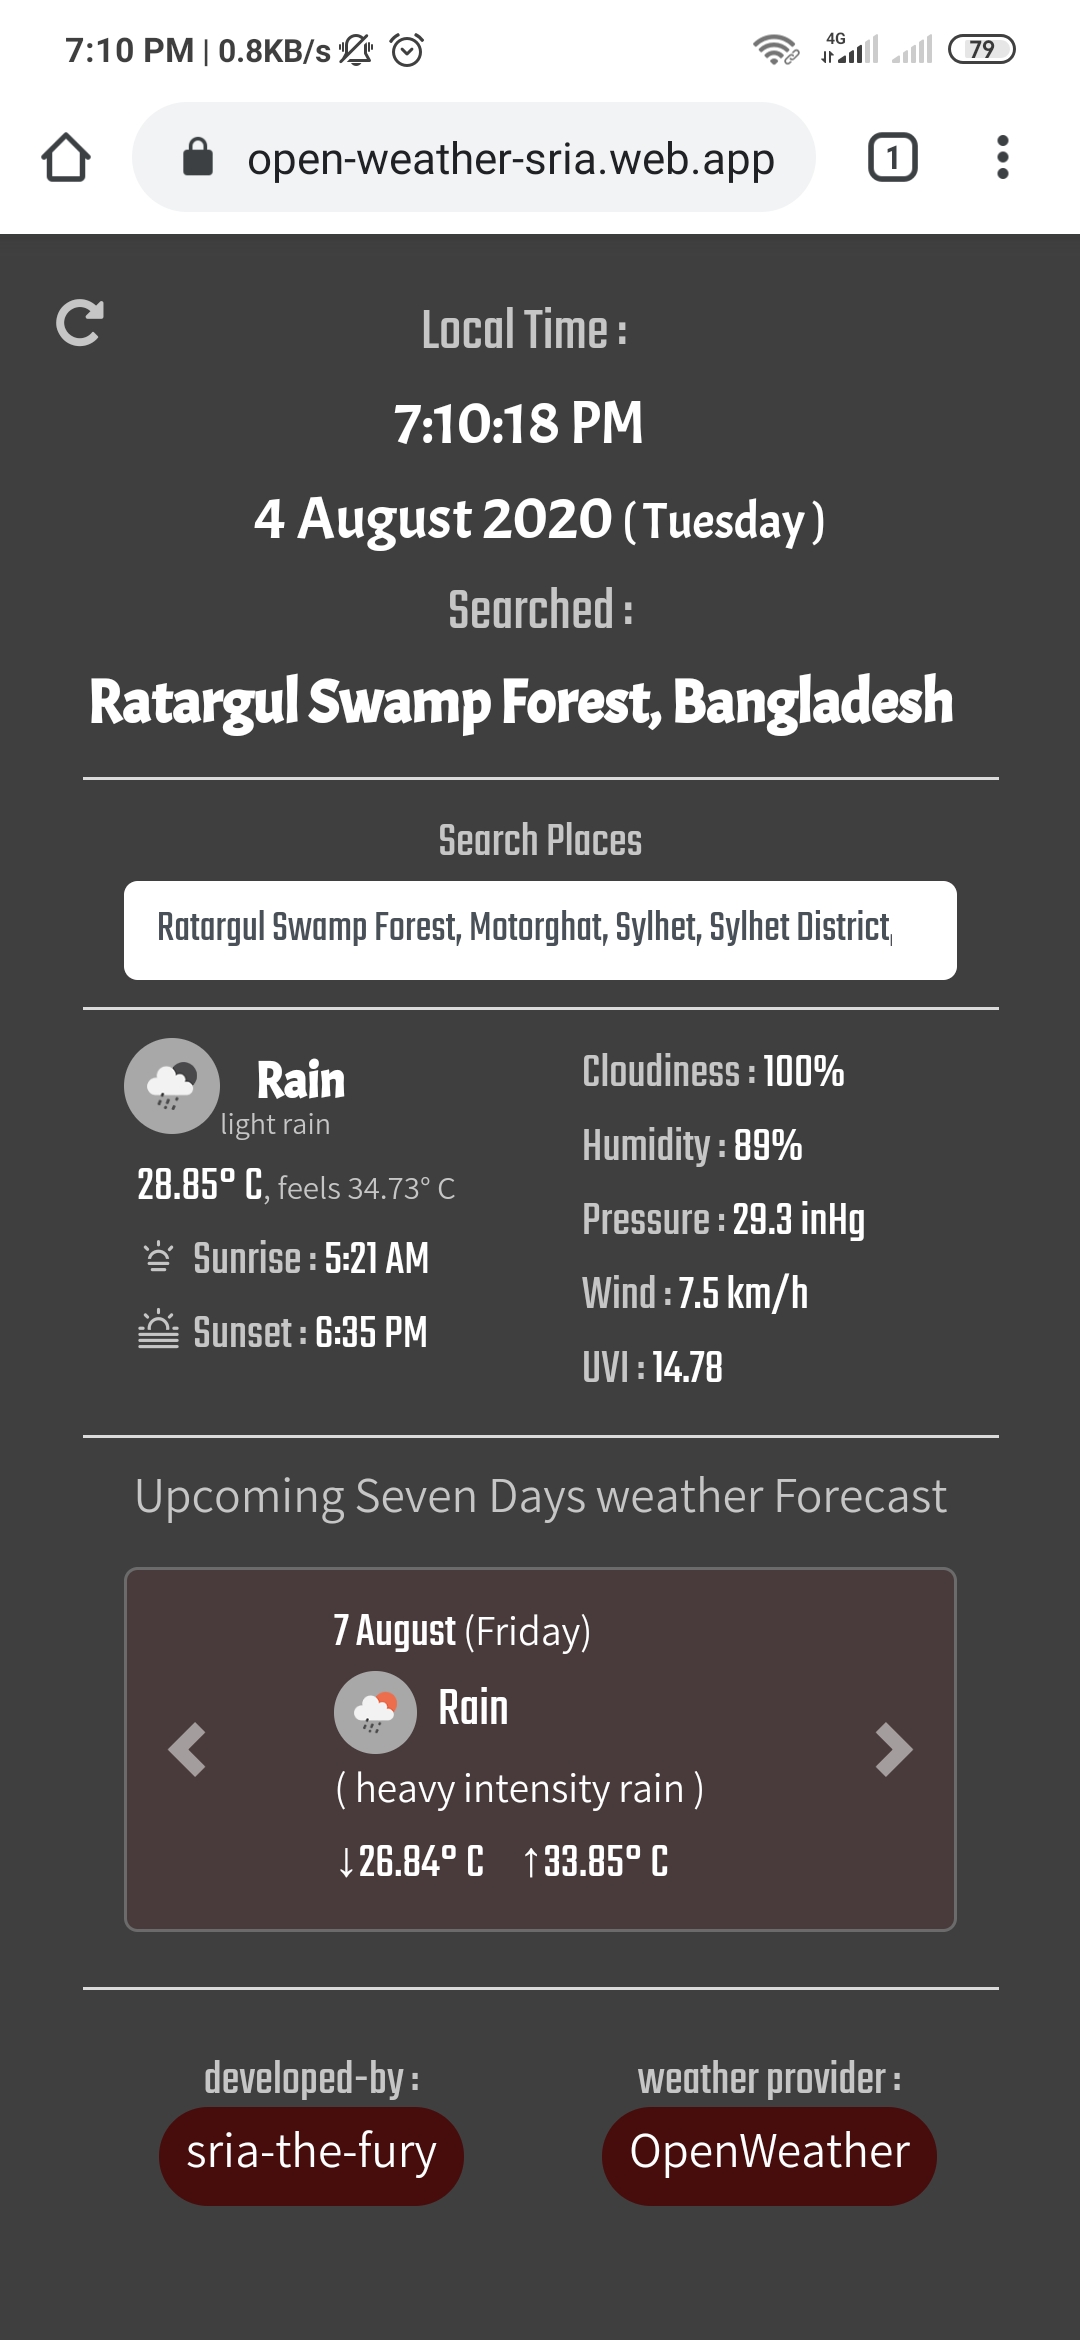 7:10 PM | 0.8KB/s 4G 79
open-weather-sria.web.app 1
Local Time :
7:10:18 PM
4 August 2020 ( Tuesday )
Searched :
Ratargul Swamp Forest, Bangladesh
Search Places
Ratargul Swamp Forest, Motorghat, Sylhet, Sylhet District,
Rain
light rain
28.85° C, feels 34.73° C
Sunrise : 5:21 AM
Sunset : 6:35 PM
Cloudiness : 100%
Humidity : 89%
Pressure : 29.3 inHg
Wind : 7.5 km/h
UVI : 14.78
Upcoming Seven Days weather Forecast
7 August (Friday)
Rain
( heavy intensity rain )
↓26.84° C ↑33.85° C
developed-by :
sria-the-fury
weather provider :
OpenWeather